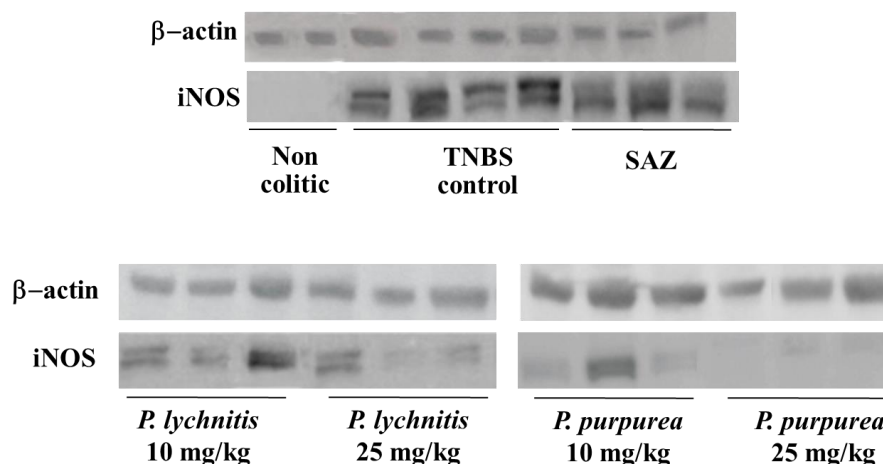 β–actin
iNOS
Non
colitic
TNBS
control
SAZ
β–actin
iNOS
P. lychnitis
10 mg/kg
P. lychnitis
25 mg/kg
P. purpurea
10 mg/kg
P. purpurea
25 mg/kg